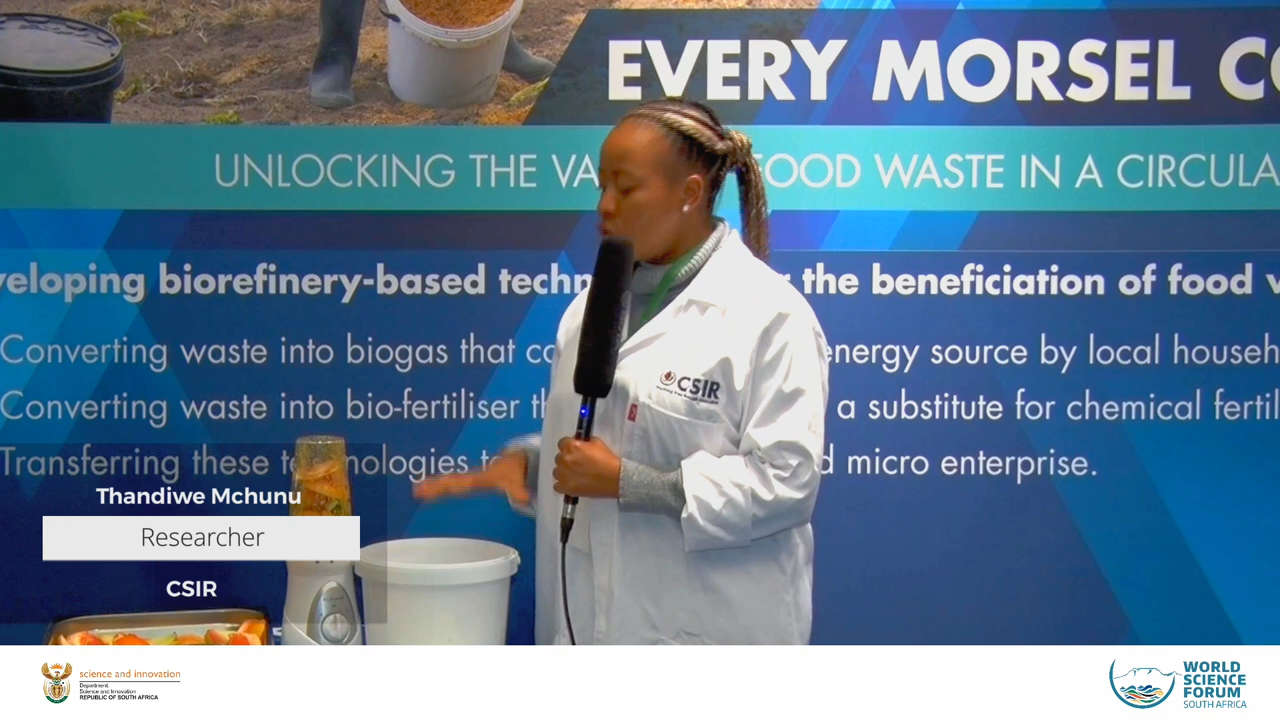 EVERY MORSEL CO
UNLOCKING THE VA FOOD WASTE IN A CIRCULA
veloping biorefinery-based techn the beneficiation of food
Converting waste into biogas that energy source by local househ
Converting waste into bio-fertiliser a substitute for chemical fertil
Transferring these micro enterprise.
CSIR
Thandiwe Mchunu
Researcher
CSIR
science and innovation
Department:
Science and Innovation
REPUBLIC OF SOUTH AFRICA
WORLD
SCIENCE
FORUM
SOUTH AFRICA